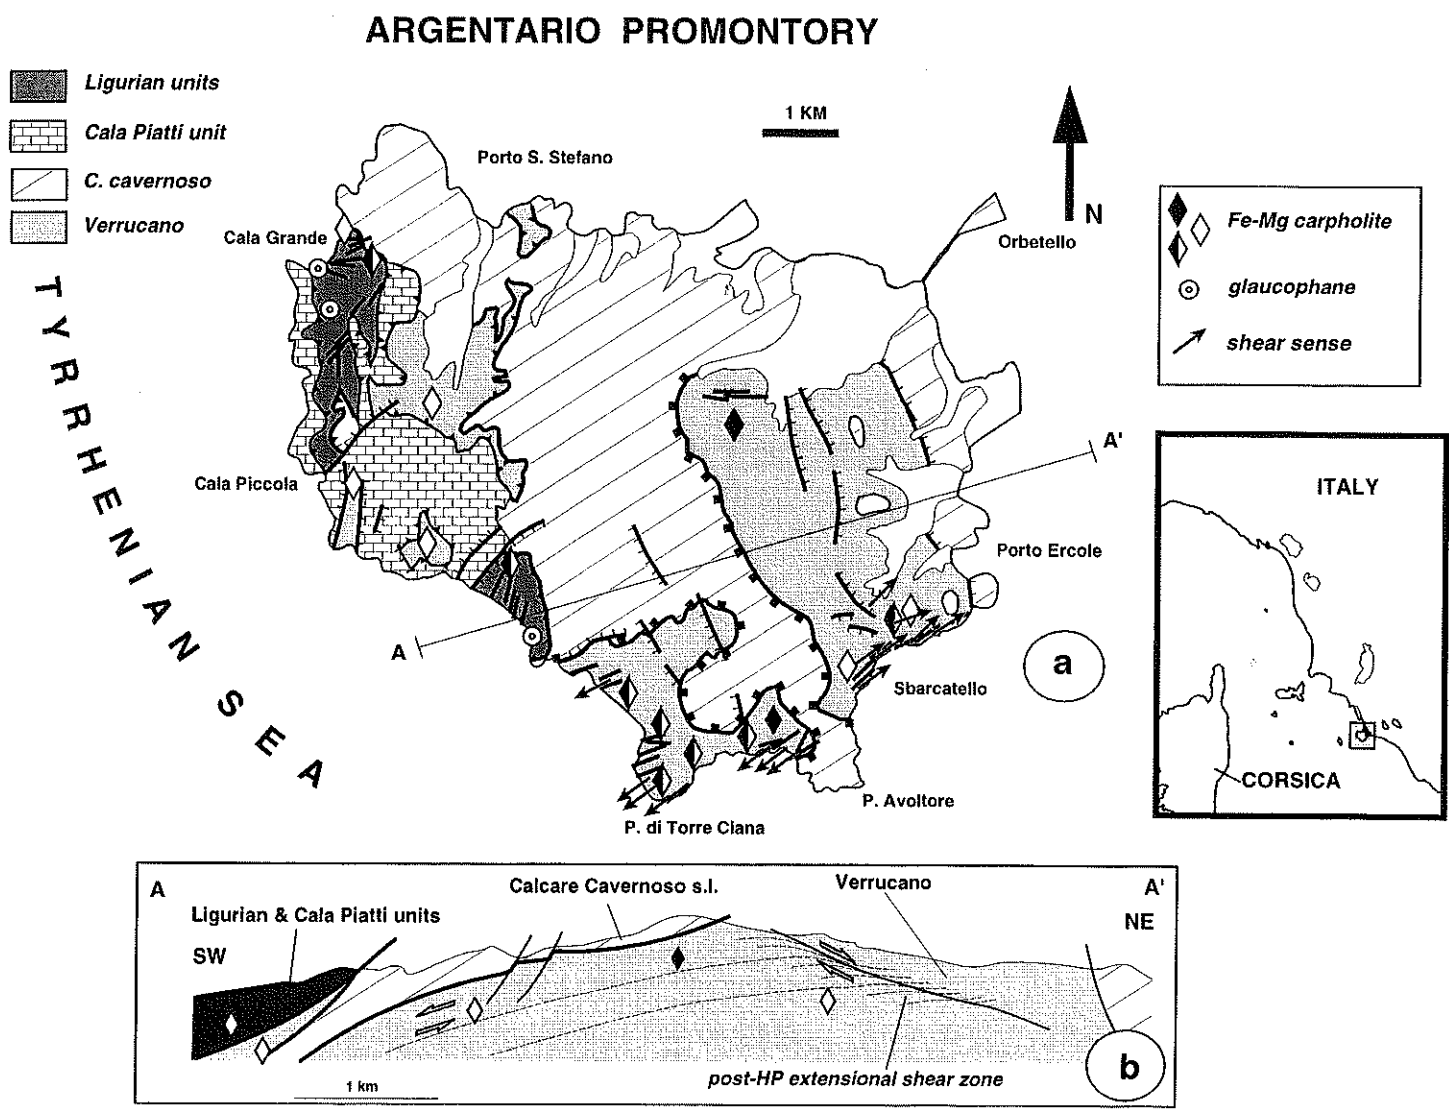 ARGENTARIO PROMONTORY
Ligurian units
Cala Piatti unit
C. cavernoso
Verrucano
1 KM
N
Porto S. Stefano
Cala Grande
Orbetello
Fe-Mg carpholite
glaucophane
shear sense
TYRRHENIAN SEA
Cala Piccola
A'
Porto Ercole
A
a
Sbarcatello
P. Avoltore
P. di Torre Ciana
ITALY
CORSICA
A
Calcare Cavernoso s.l.
Verrucano
A'
Ligurian & Cala Piatti units
NE
SW
post-HP extensional shear zone
b
1 km